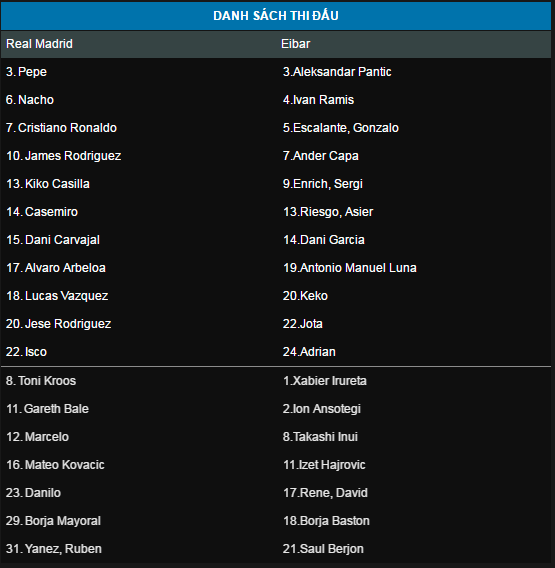 DANH SÁCH THI ĐẤU
Real Madrid Eibar
3. Pepe 3.Aleksandar Pantic
6. Nacho 4.Ivan Ramis
7. Cristiano Ronaldo 5.Escalante, Gonzalo
10. James Rodriguez 7.Ander Capa
13. Kiko Casilla 9.Enrich, Sergi
14. Casemiro 13.Riesgo, Asier
15. Dani Carvajal 14.Dani Garcia
17. Alvaro Arbeloa 19.Antonio Manuel Luna
18. Lucas Vazquez 20.Keko
20. Jese Rodriguez 22.Jota
22. Isco 24.Adrian
8. Toni Kroos 1.Xabier Irureta
11. Gareth Bale 2.Ion Ansotegi
12. Marcelo 8.Takashi Inui
16. Mateo Kovacic 11.Izet Hajrovic
23. Danilo 17.Rene, David
29. Borja Mayoral 18.Borja Baston
31. Yanez, Ruben 21.Saul Berjon